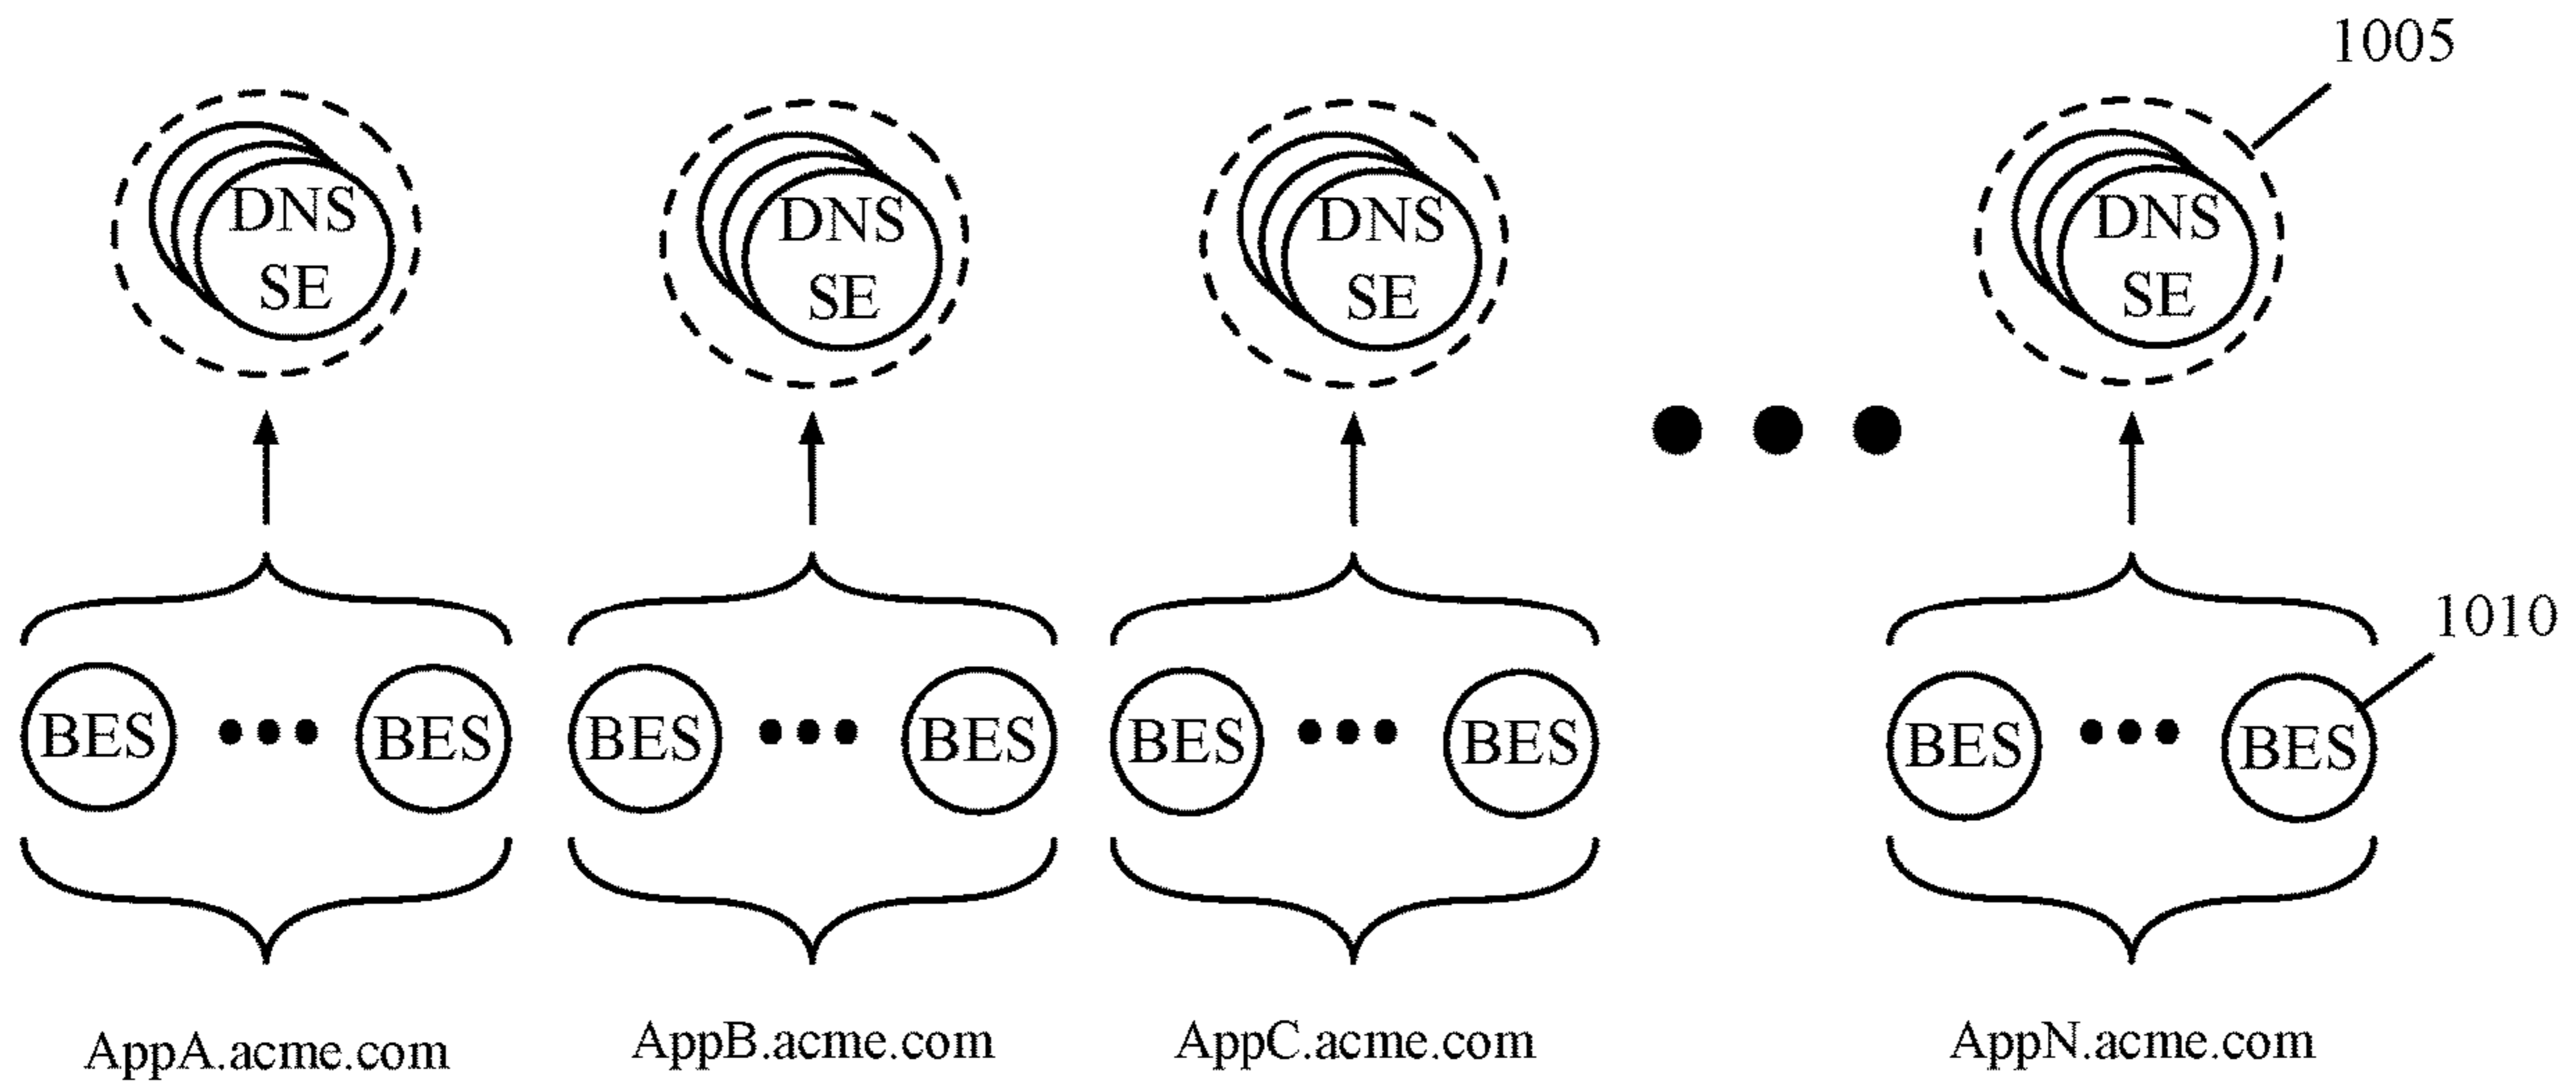 1005
DNS
SE
DNS
SE
DNS
SE
DNS
SE
1010
BES
BES
BES
BES
BES
BES
BES
BES
AppA.acme.com
AppB.acme.com
AppC.acme.com
AppN.acme.com